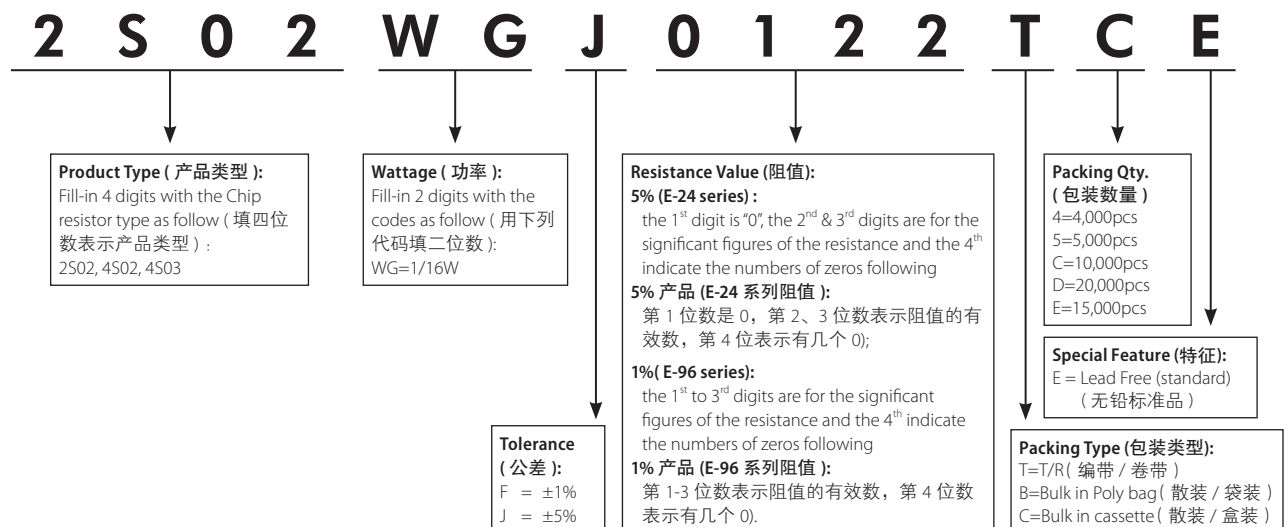 2S02 WG J 0122 T C E
Product Type ( 产品类型 ):
Fill-in 4 digits with the Chip
resistor type as follow ( 填四位
数表示产品类型 ) :
2S02, 4S02, 4S03
Wattage ( 功率 ):
Fill-in 2 digits with the
codes as follow ( 用下列
代码填二位数 ):
WG=1/16W
Tolerance
( 公差 ):
F = ±1%
J = ±5%
Resistance Value (阻值):
5% (E-24 series) :
the 1st digit is "0", the 2nd & 3rd digits are for the
significant figures of the resistance and the 4th
indicate the numbers of zeros following
5% 产品 (E-24 系列阻值 ):
第 1 位数是 0，第 2、3 位数表示阻值的有
效数，第 4 位表示有几个 0);
1%( E-96 series):
the 1st to 3rd digits are for the significant
figures of the resistance and the 4th indicate
the numbers of zeros following
1% 产品 (E-96 系列阻值 ):
第 1-3 位数表示阻值的有效数，第 4 位数
表示有几个 0).
Packing Qty.
( 包装数量 )
4=4,000pcs
5=5,000pcs
C=10,000pcs
D=20,000pcs
E=15,000pcs
Special Feature (特征):
E = Lead Free (standard)
( 无铅标准品 )
Packing Type (包装类型):
T=T/R( 编带 / 卷带 )
B=Bulk in Poly bag( 散装 / 袋装 )
C=Bulk in cassette( 散装 / 盒装 )